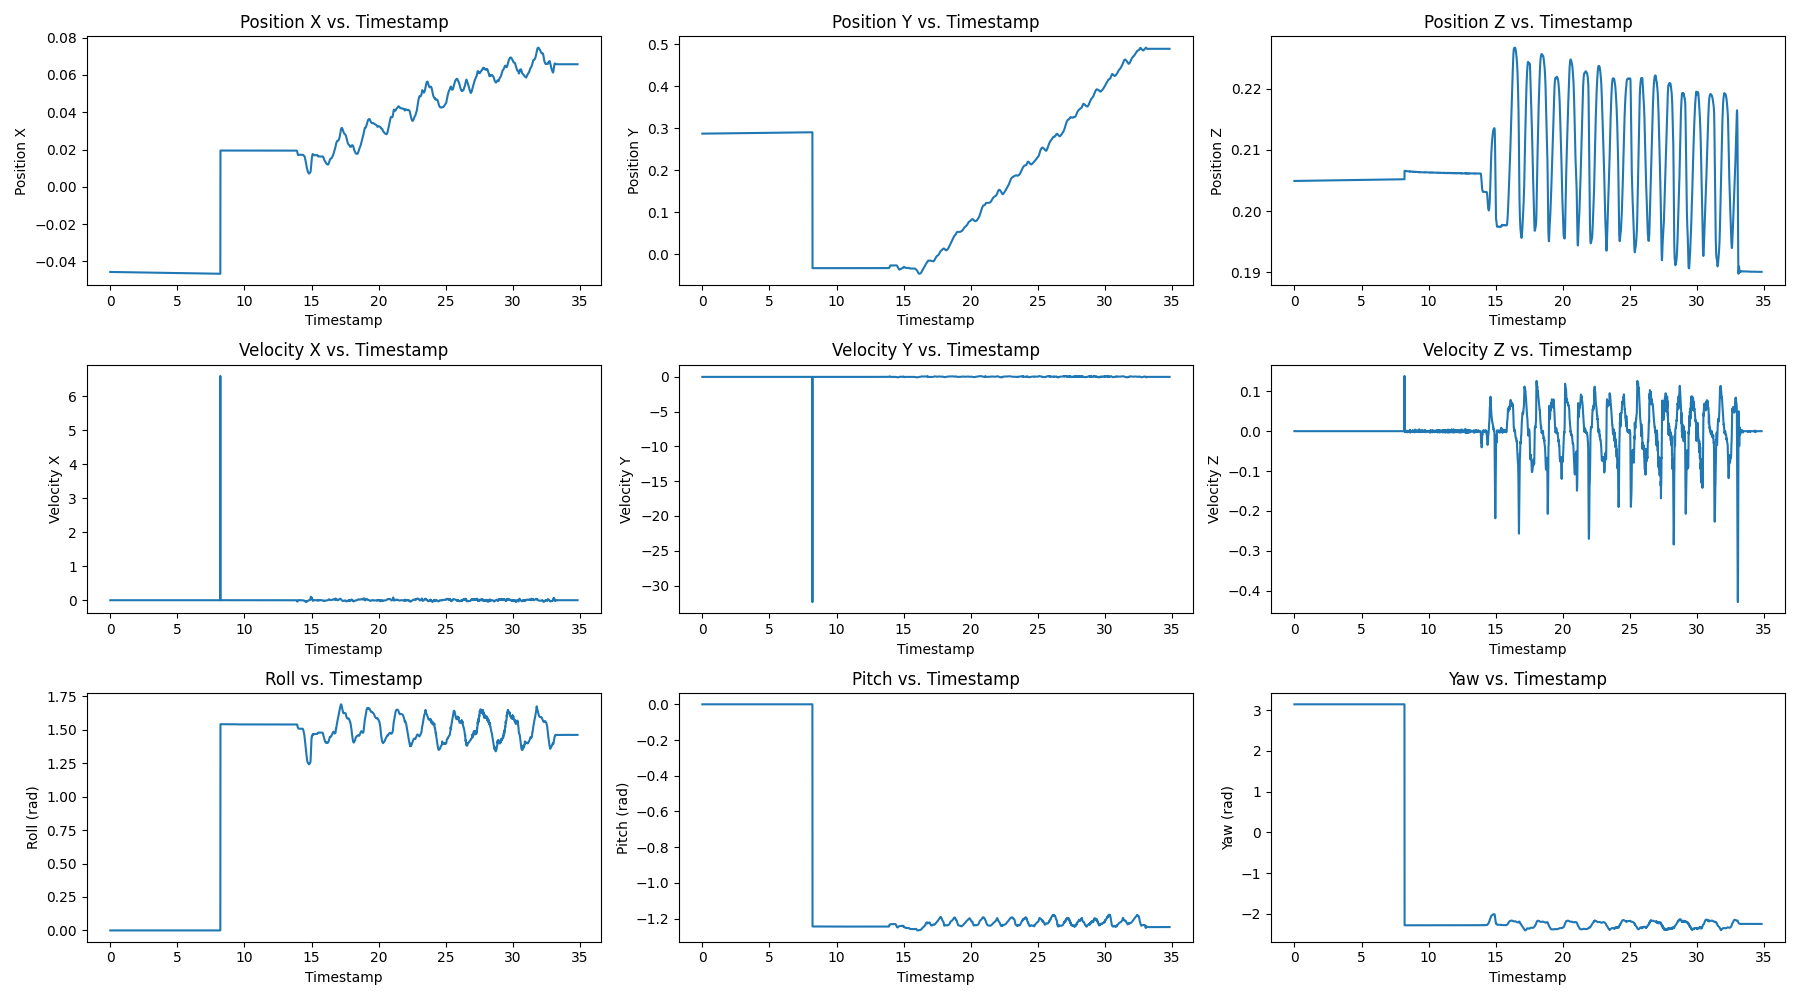 Position X vs. Timestamp
Position X
0.08
0.06
0.04
0.02
0.00
−0.02
−0.04
0 5 10 15 20 25 30 35
Timestamp
Position Y vs. Timestamp
Position Y
0.5
0.4
0.3
0.2
0.1
0.0
0 5 10 15 20 25 30 35
Timestamp
Position Z vs. Timestamp
Position Z
0.22
0.21
0.20
0.19
0 5 10 15 20 25 30 35
Timestamp
Velocity X vs. Timestamp
Velocity X
6
5
4
3
2
1
0
0 5 10 15 20 25 30 35
Timestamp
Velocity Y vs. Timestamp
Velocity Y
0
−5
−10
−15
−20
−25
−30
0 5 10 15 20 25 30 35
Timestamp
Velocity Z vs. Timestamp
Velocity Z
0.1
0.0
−0.1
−0.2
−0.3
−0.4
0 5 10 15 20 25 30 35
Timestamp
Roll vs. Timestamp
Roll (rad)
1.75
1.50
1.25
1.00
0.75
0.50
0.25
0.00
0 5 10 15 20 25 30 35
Timestamp
Pitch vs. Timestamp
Pitch (rad)
0.0
−0.2
−0.4
−0.6
−0.8
−1.0
−1.2
0 5 10 15 20 25 30 35
Timestamp
Yaw vs. Timestamp
Yaw (rad)
3
2
1
0
−1
−2
0 5 10 15 20 25 30 35
Timestamp